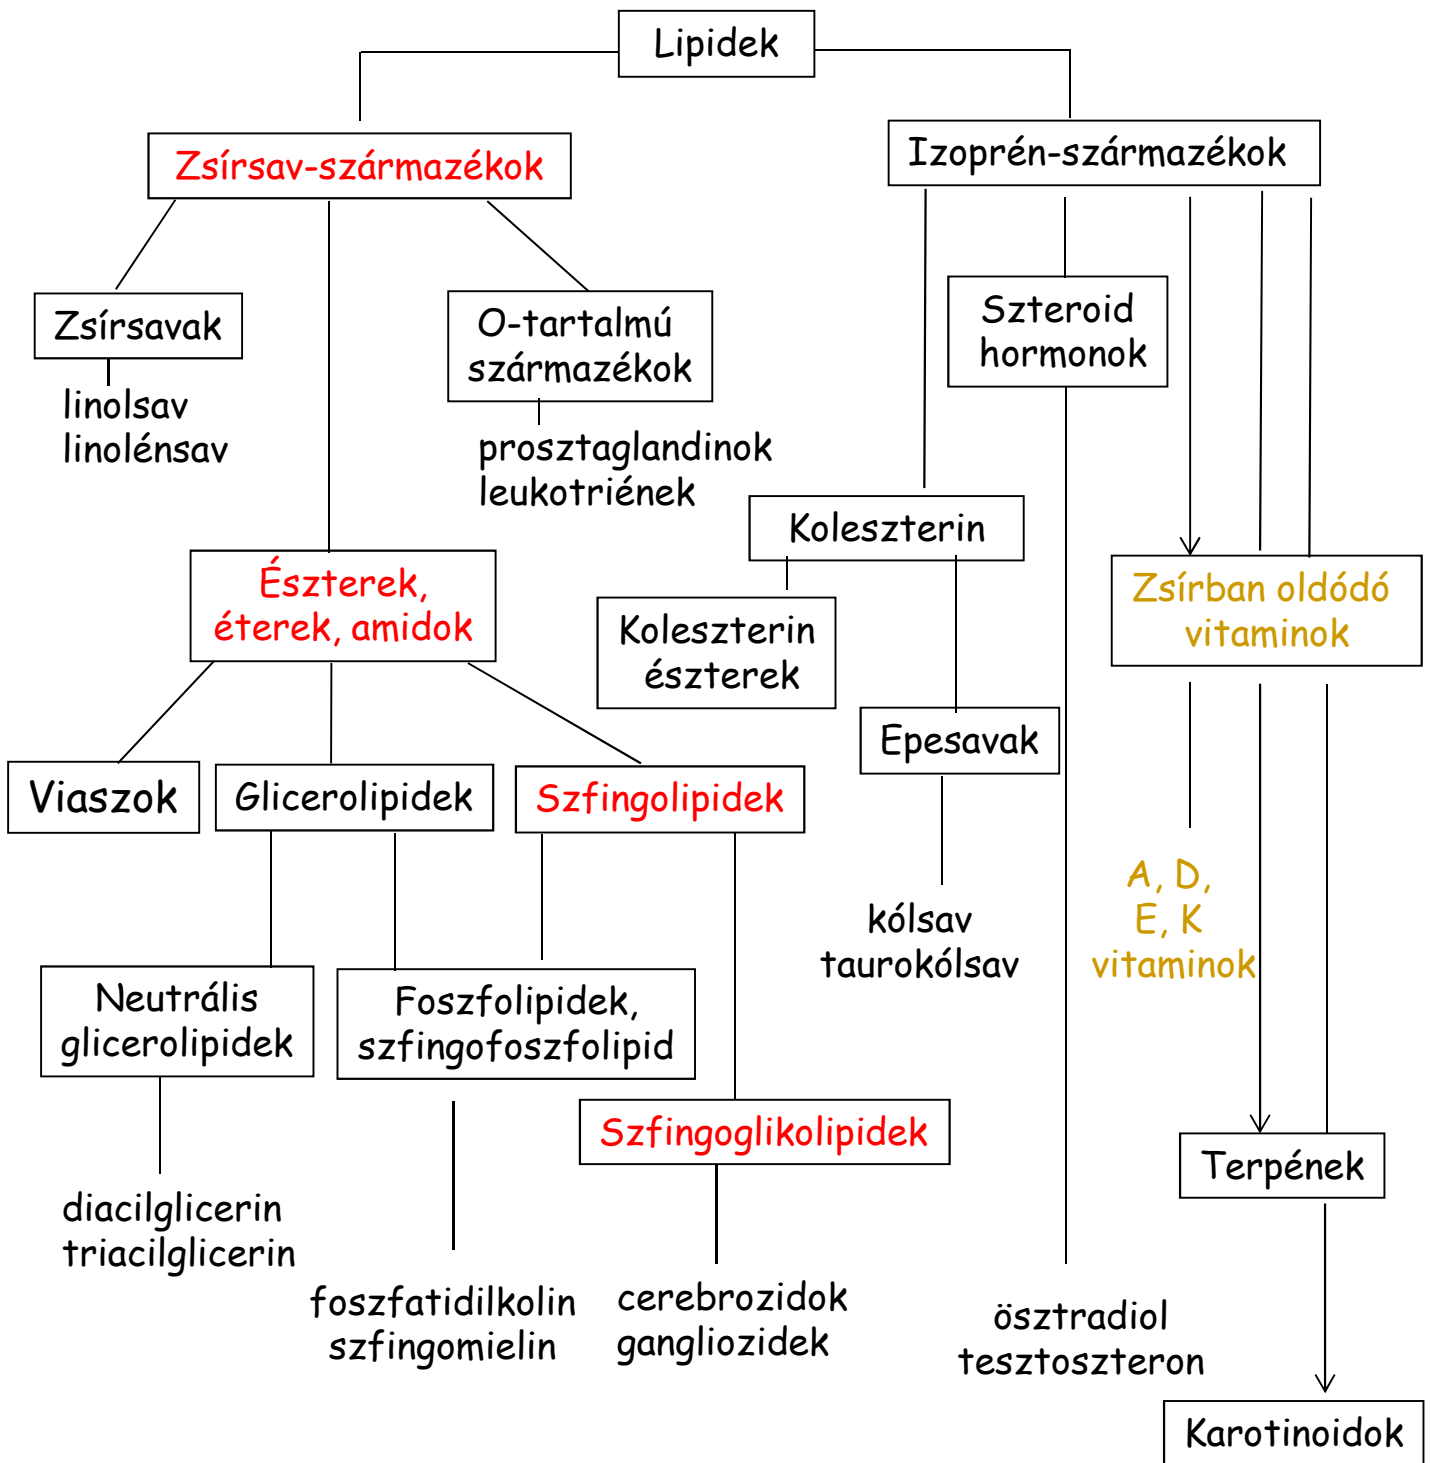 Lipidek
Zsírsav-származékok
Izoprén-származékok
Zsírsavak
linolsav
linolénsav
O-tartalmú
származékok
prosztaglandinok
leukotriének
Szteroid
hormonok
Koleszterin
Észterek,
éterek, amidok
Koleszterin
észterek
Zsírban oldódó
vitaminok
Epesavak
Viaszok
Glicerolipidek
Szfingolipidek
kólsav
taurokólsav
A, D,
E, K
vitaminok
Neutrális
glicerolipidek
Foszfolipidek,
szfingofoszfolipid
Szfingoglikolipidek
Terpének
diacilglicerin
triacilglicerin
foszfatidilkolin
szfingomielin
cerebrozidok
gangliozidek
ösztradiol
tesztoszteron
Karotinoidok